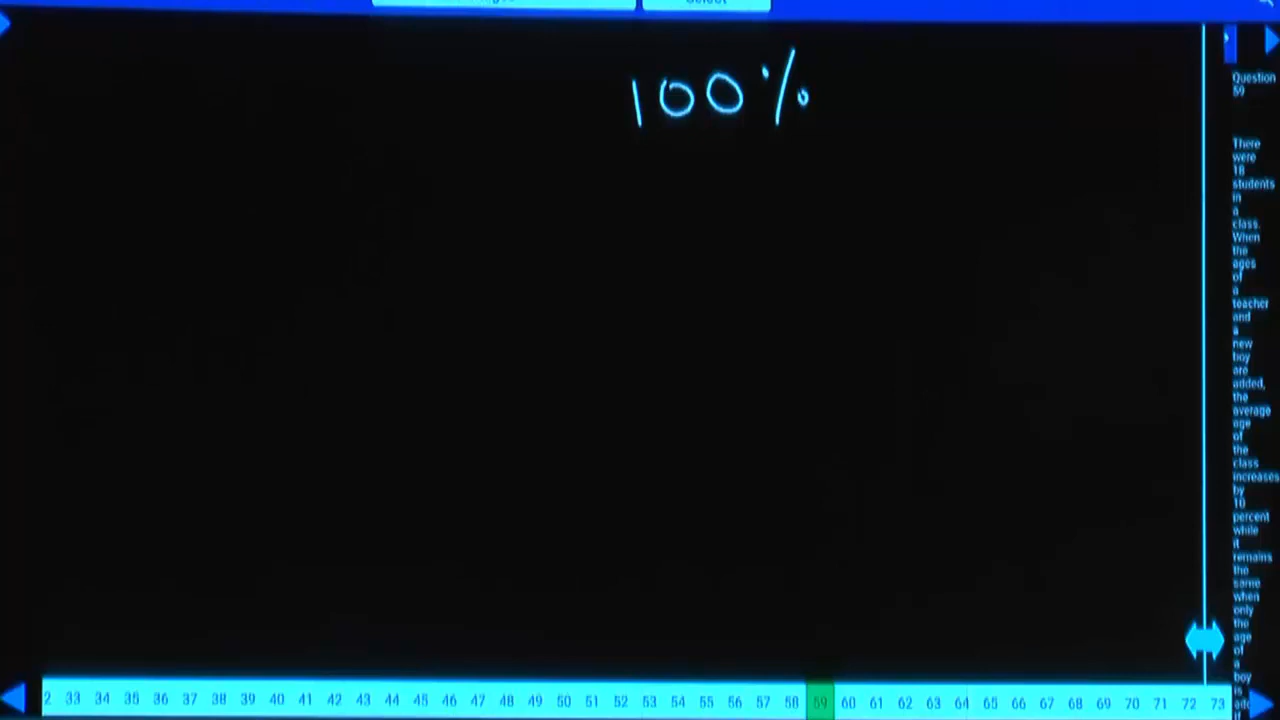 Select
100%
Question
59
There
were
18
students
in
a
class.
When
the
ages
of
a
teacher
and
a
new
boy
are
added,
the
average
age
of
the
class
increases
by
10
percent
while
it
remains
the
same
when
only
the
age
of
a
boy
is
2 33 34 35 36 37 38 39 40 41 42 43 44 45 46 47 48 49 50 51 52 53 54 55 56 57 58 59 60 61 62 63 64 65 66 67 68 69 70 71 72 73